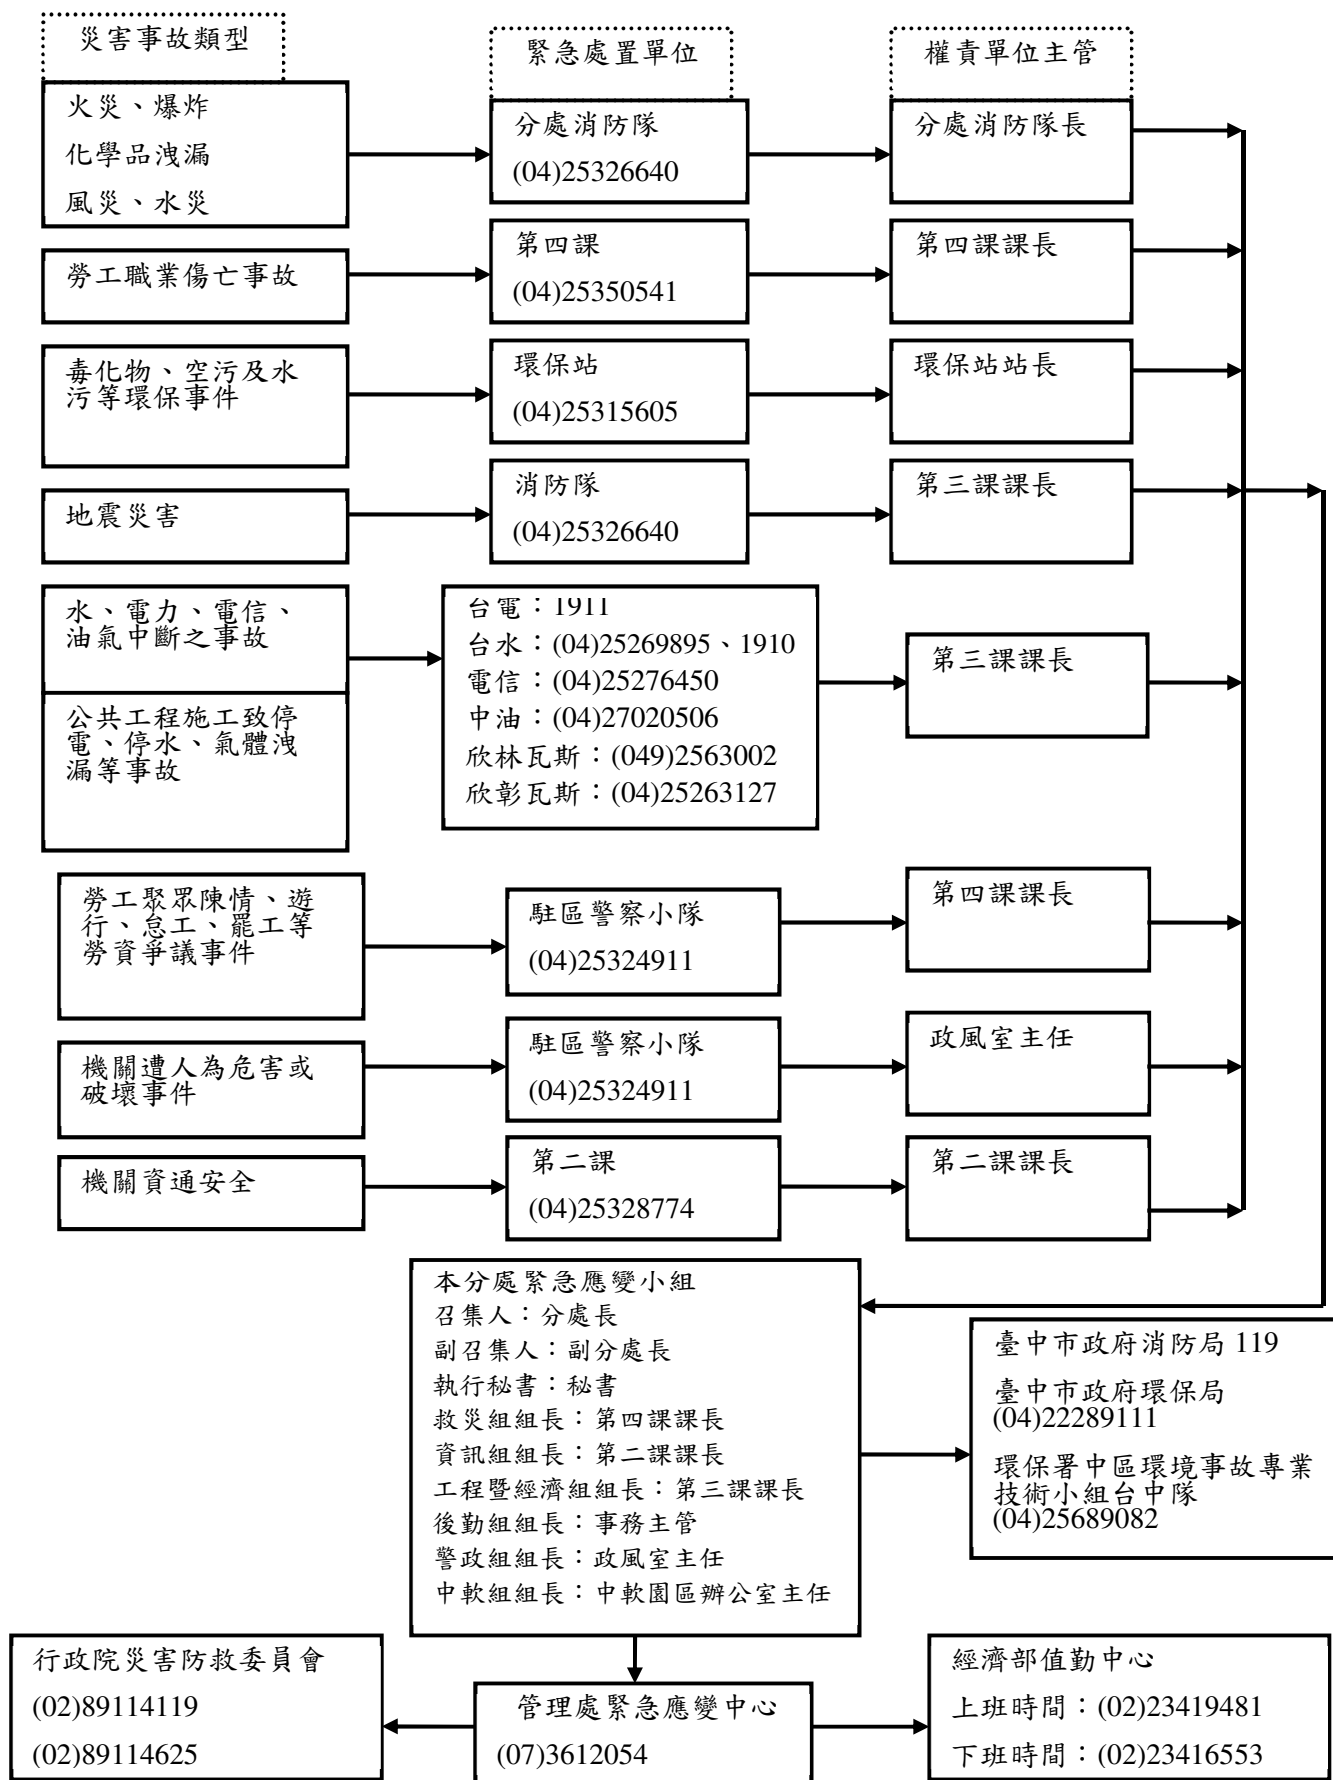 災害事故類型
緊急處置單位
權責單位主管
火災、爆炸
化學品洩漏
風災、水災
分處消防隊
(04)25326640
分處消防隊長
勞工職業傷亡事故
第四課
(04)25350541
第四課課長
毒化物、空污及水
污等環保事件
環保站
(04)25315605
環保站站長
地震災害
消防隊
(04)25326640
第三課課長
水、電力、電信、
油氣中斷之事故
公共工程施工致停
電、停水、氣體洩
漏等事故
台電：1911
台水：(04)25269895、1910
電信：(04)25276450
中油：(04)27020506
欣林瓦斯：(049)2563002
欣彰瓦斯：(04)25263127
第三課課長
勞工聚眾陳情、遊
行、怠工、罷工等
勞資爭議事件
駐區警察小隊
(04)25324911
第四課課長
機關遭人為危害或
破壞事件
駐區警察小隊
(04)25324911
政風室主任
機關資通安全
第二課
(04)25328774
第二課課長
本分處緊急應變小組
召集人：分處長
副召集人：副分處長
執行秘書：秘書
救災組組長：第四課課長
資訊組組長：第二課課長
工程暨經濟組組長：第三課課長
後勤組組長：事務主管
警政組組長：政風室主任
中軟組組長：中軟園區辦公室主任
臺中市政府消防局 119
臺中市政府環保局
(04)22289111
環保署中區環境事故專業
技術小組台中隊
(04)25689082
行政院災害防救委員會
(02)89114119
(02)89114625
管理處緊急應變中心
(07)3612054
經濟部值勤中心
上班時間：(02)23419481
下班時間：(02)23416553